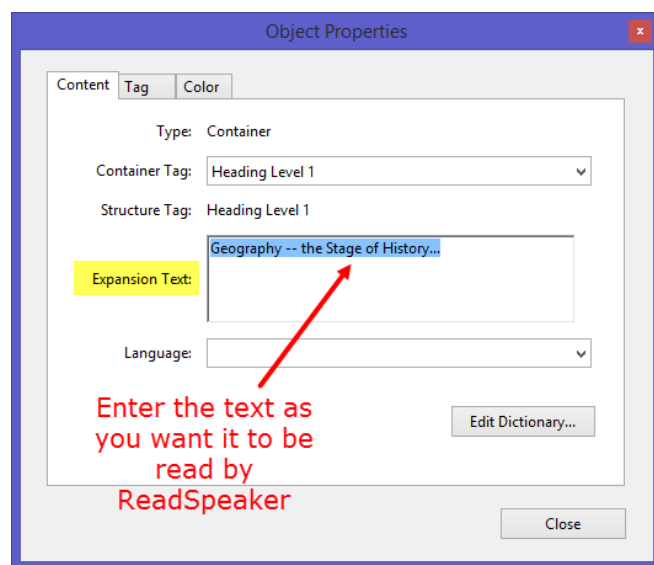 Object Properties
x
Content Tag Color
Type: Container
Container Tag: Heading Level 1
Structure Tag: Heading Level 1
Geography -- the Stage of History...
Expansion Text:
Language:
Enter the text as
you want it to be
read by
ReadSpeaker
Edit Dictionary...
Close